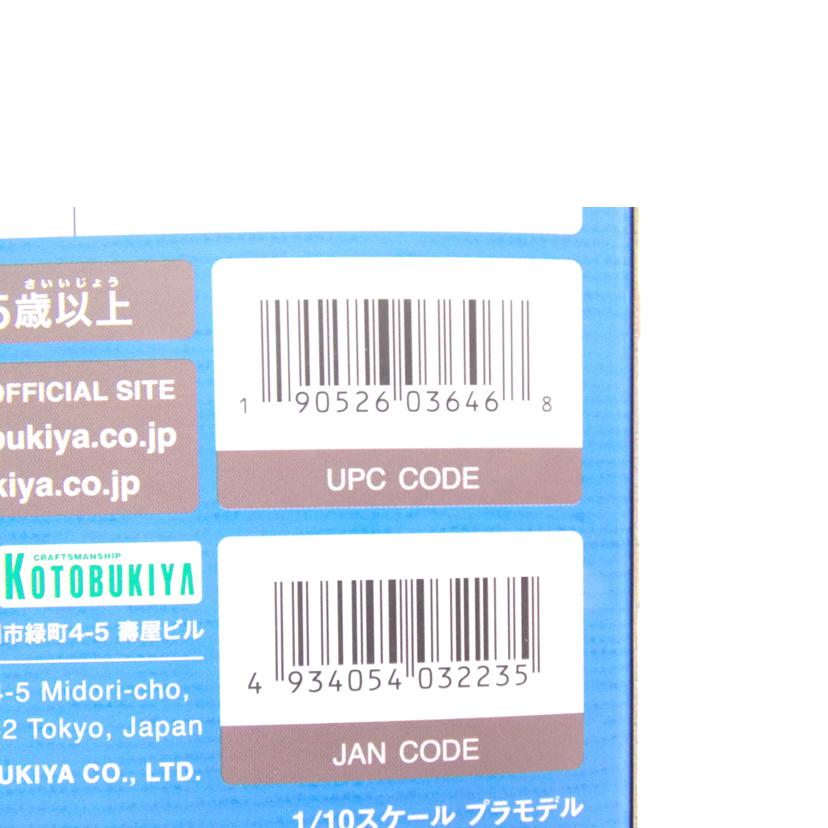 さいいじょう
5歳以上
OFFICIAL SITE
bukiya.co.jp
kiya.co.jp
1 90526 03646 8
UPC CODE
CRAFTSMANSHIP
KOTOBUKIYA
市緑町4-5 壽屋ビル
4-5 Midori-cho,
2 Tokyo, Japan
UKIYA CO., LTD.
4 934054 032235
JAN CODE
1/10スケール プラモデル